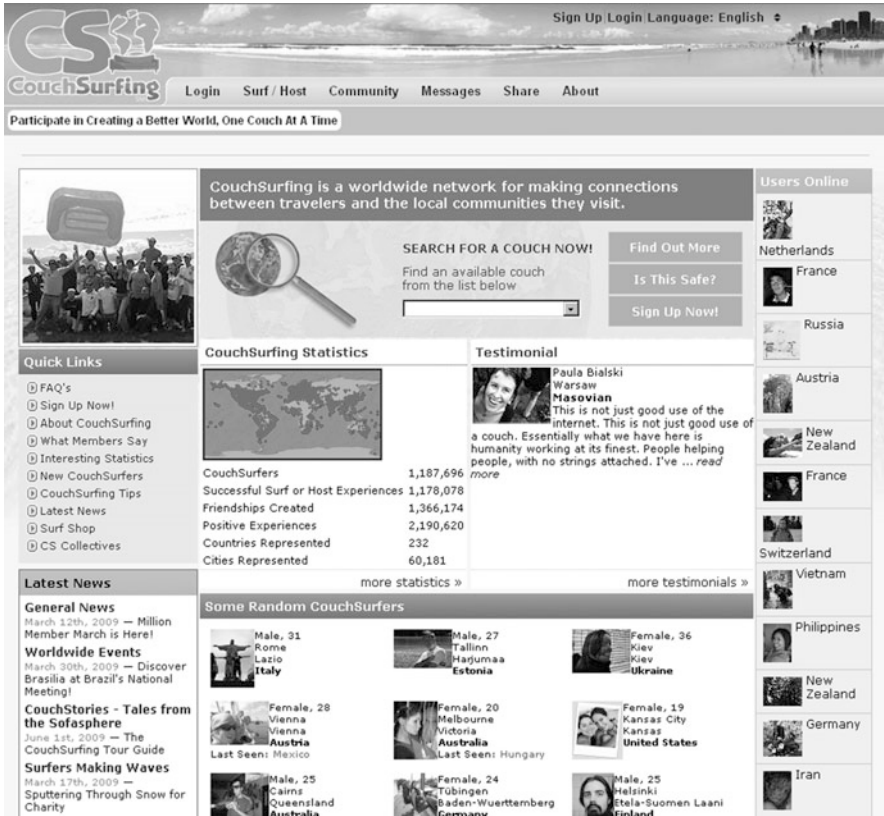 Sign Up|Login|Language: English
CS
CouchSurfing
Login Surf / Host Community Messages Share About
Participate in Creating a Better World, One Couch At A Time
CouchSurfing is a worldwide network for making connections
between travelers and the local communities they visit.
SEARCH FOR A COUCH NOW!
Find an available couch
from the list below
Find Out More
Is This Safe?
Sign Up Now!
Quick Links
FAQ's
Sign Up Now!
About CouchSurfing
What Members Say
Interesting Statistics
New CouchSurfers
CouchSurfing Tips
Latest News
Surf Shop
CS Collectives
Latest News
General News
March 12th, 2009 — Million
Member March is Here!
Worldwide Events
March 30th, 2009 — Discover
Brasilia at Brazil's National
Meeting!
CouchStories - Tales from
the Sofasphere
June 1st, 2009 — The
CouchSurfing Tour Guide
Surfers Making Waves
March 17th, 2009 —
Sputtering Through Snow for
Charity
CouchSurfing Statistics
CouchSurfers 1,187,696
Successful Surf or Host Experiences 1,178,078
Friendships Created 1,366,174
Positive Experiences 2,190,620
Countries Represented 232
Cities Represented 60,181
more statistics »
Testimonial
Paula Bialski
Warsaw
Masovian
This is not just good use of the
internet. This is not just good use of
a couch. Essentially what we have here is
humanity working at its finest. People helping
people, with no strings attached. I've ... read
more
more testimonials »
Some Random CouchSurfers
Male, 31
Rome
Lazio
Italy
Male, 27
Tallinn
Harjumaa
Estonia
Female, 36
Kiev
Kiev
Ukraine
Female, 28
Vienna
Vienna
Austria
Last Seen: Mexico
Female, 20
Melbourne
Victoria
Australia
Last Seen: Hungary
Female, 19
Kansas City
Kansas
United States
Male, 25
Cairns
Queensland
Australia
Female, 24
Tübingen
Baden-Wuerttemberg
Germany
Male, 25
Helsinki
Etela-Suomen Laani
Finland
Users Online
Netherlands
France
Russia
Austria
New
Zealand
France
Switzerland
Vietnam
Philippines
New
Zealand
Germany
Iran